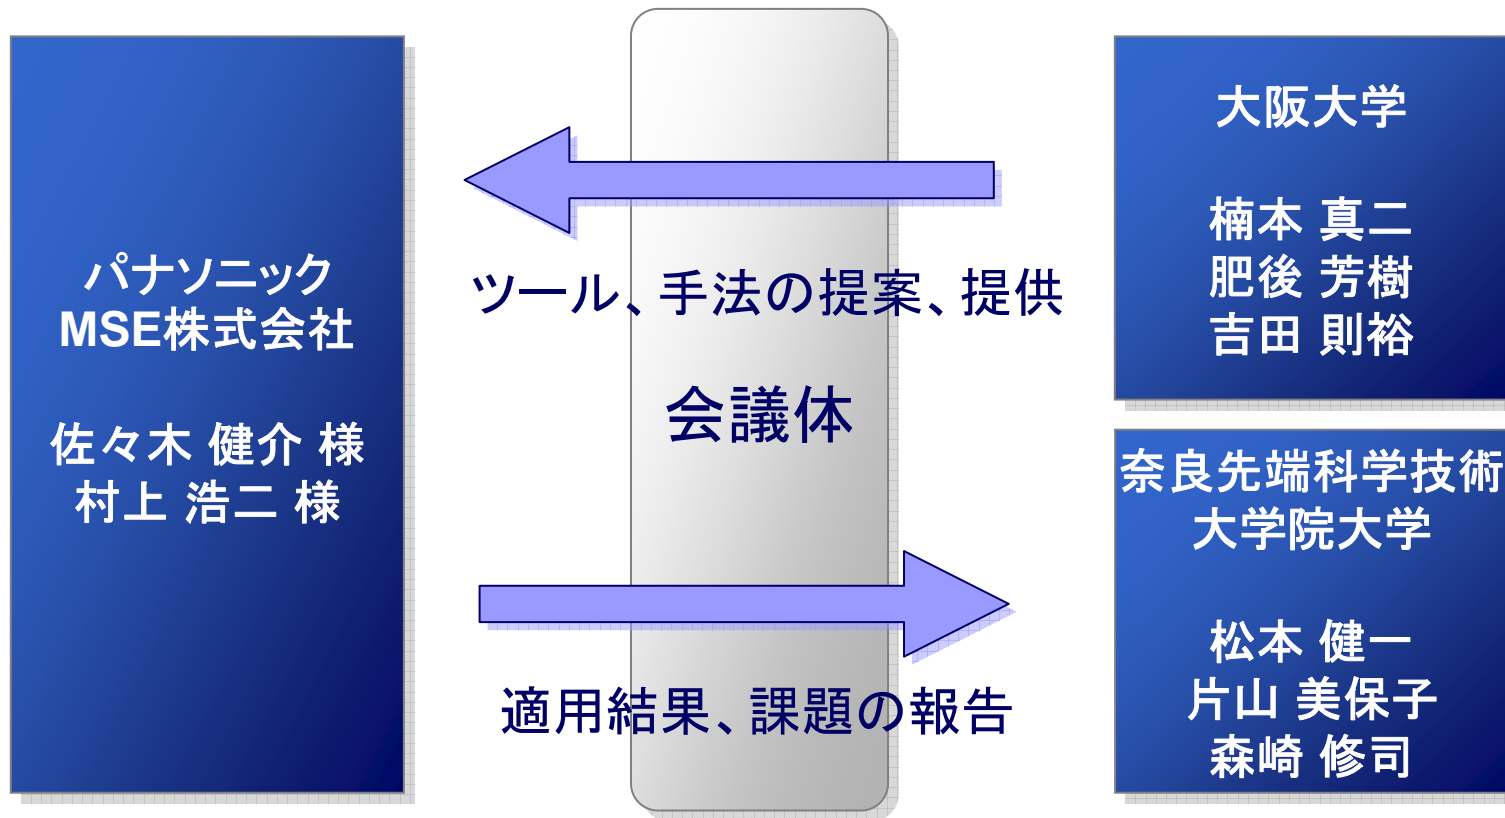 パナソニック
MSE株式会社
佐々木 健介 様
村上 浩二 様
ツール、手法の提案、提供
会議体
適用結果、課題の報告
大阪大学
楠本 真二
肥後 芳樹
吉田 則裕
奈良先端科学技術
大学院大学
松本 健一
片山 美保子
森崎 修司